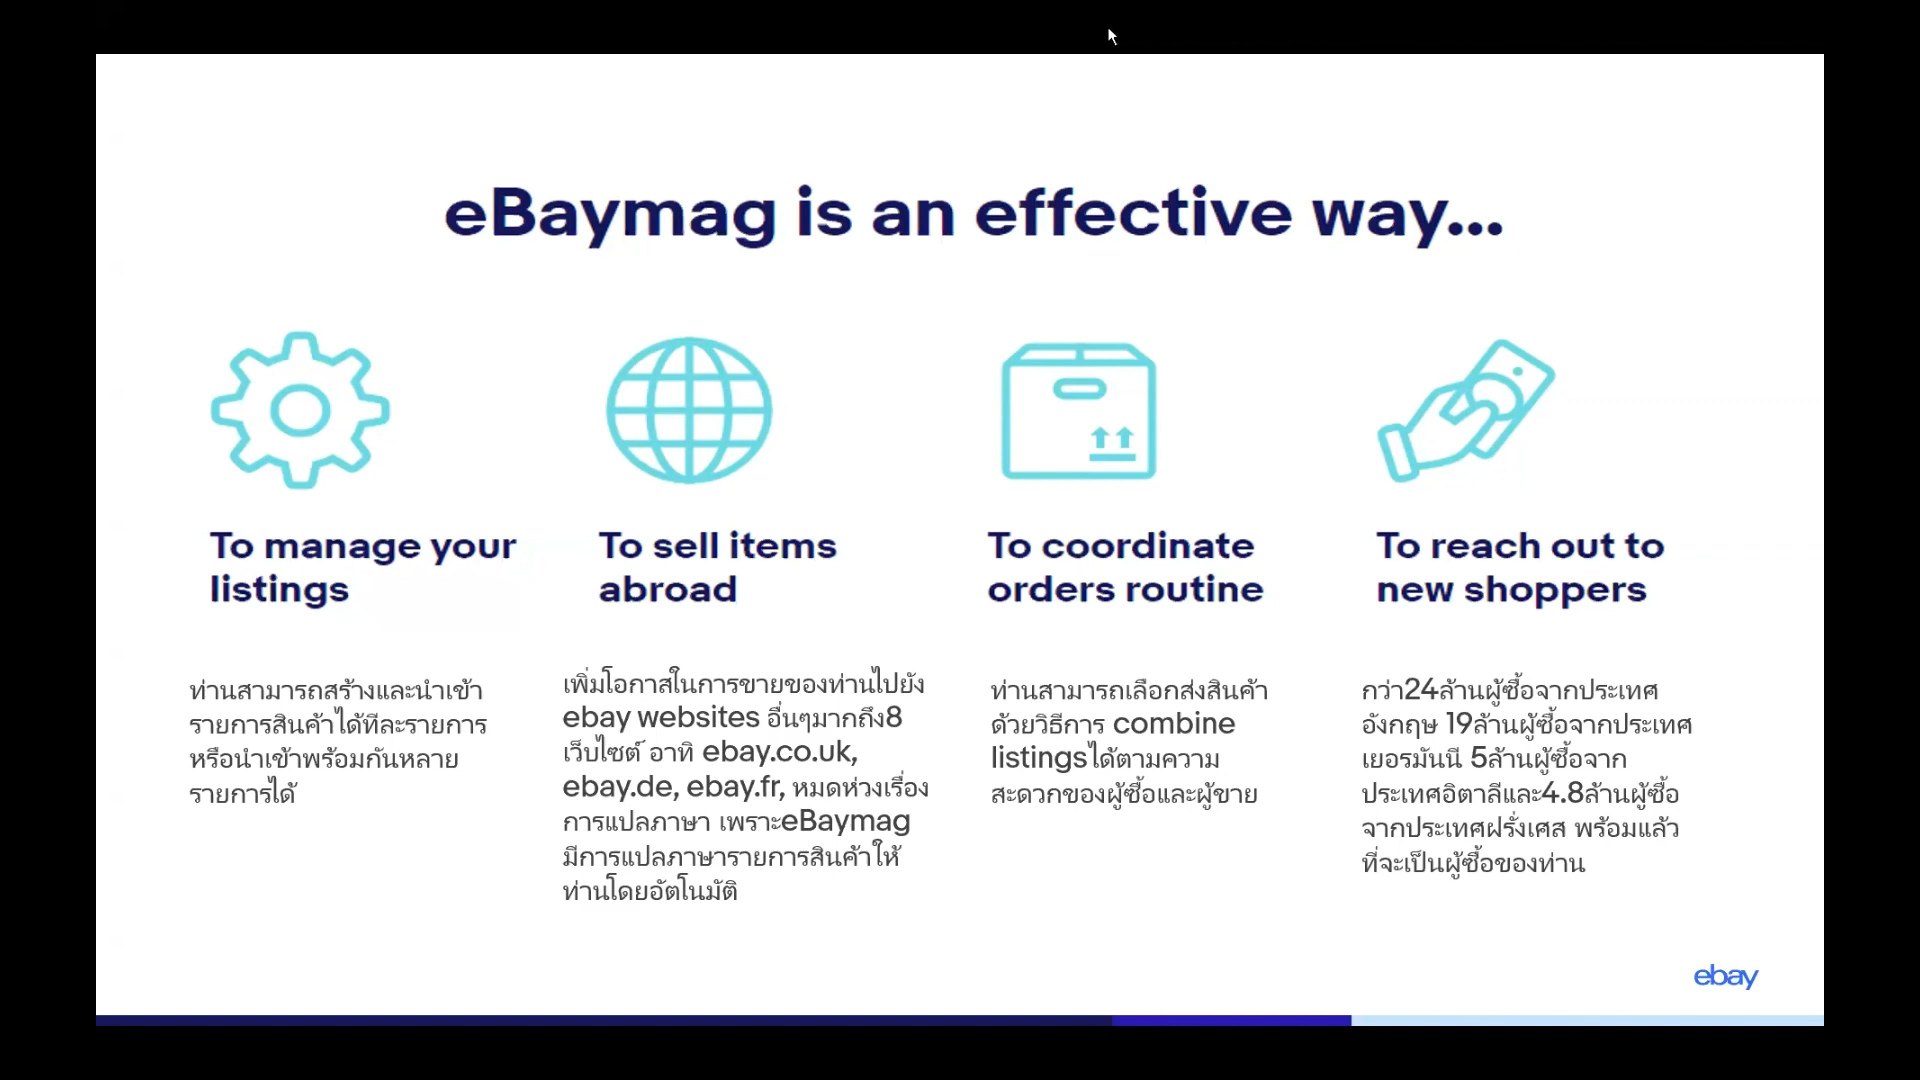 eBaymag is an effective way...
To manage your
listings
ท่านสามารถสร้างและนำเข้า
รายการสินค้าได้ทีละรายการ
หรือนำเข้าพร้อมกันหลาย
รายการได้
To sell items
abroad
เพิ่มโอกาสในการขายของท่านไปยัง
ebay websites อื่นๆมากถึง8
เว็บไซต์ อาทิ ebay.co.uk,
ebay.de, ebay.fr, หมดห่วงเรื่อง
การแปลภาษา เพราะeBaymag
มีการแปลภาษารายการสินค้าให้
ท่านโดยอัตโนมัติ
To coordinate
orders routine
ท่านสามารถเลือกส่งสินค้า
ด้วยวิธีการ combine
listingsได้ตามความ
สะดวกของผู้ซื้อและผู้ขาย
To reach out to
new shoppers
กว่า24ล้านผู้ซื้อจากประเทศ
อังกฤษ 19ล้านผู้ซื้อจากประเทศ
เยอรมันนี 5ล้านผู้ซื้อจาก
ประเทศอิตาลีและ4.8ล้านผู้ซื้อ
จากประเทศฝรั่งเศส พร้อมแล้ว
ที่จะเป็นผู้ซื้อของท่าน
ebay